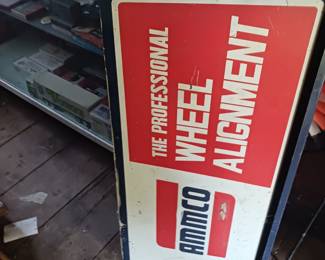 THE PROFESSIONAL
WHEEL
ALIGNMENT
AMMCO